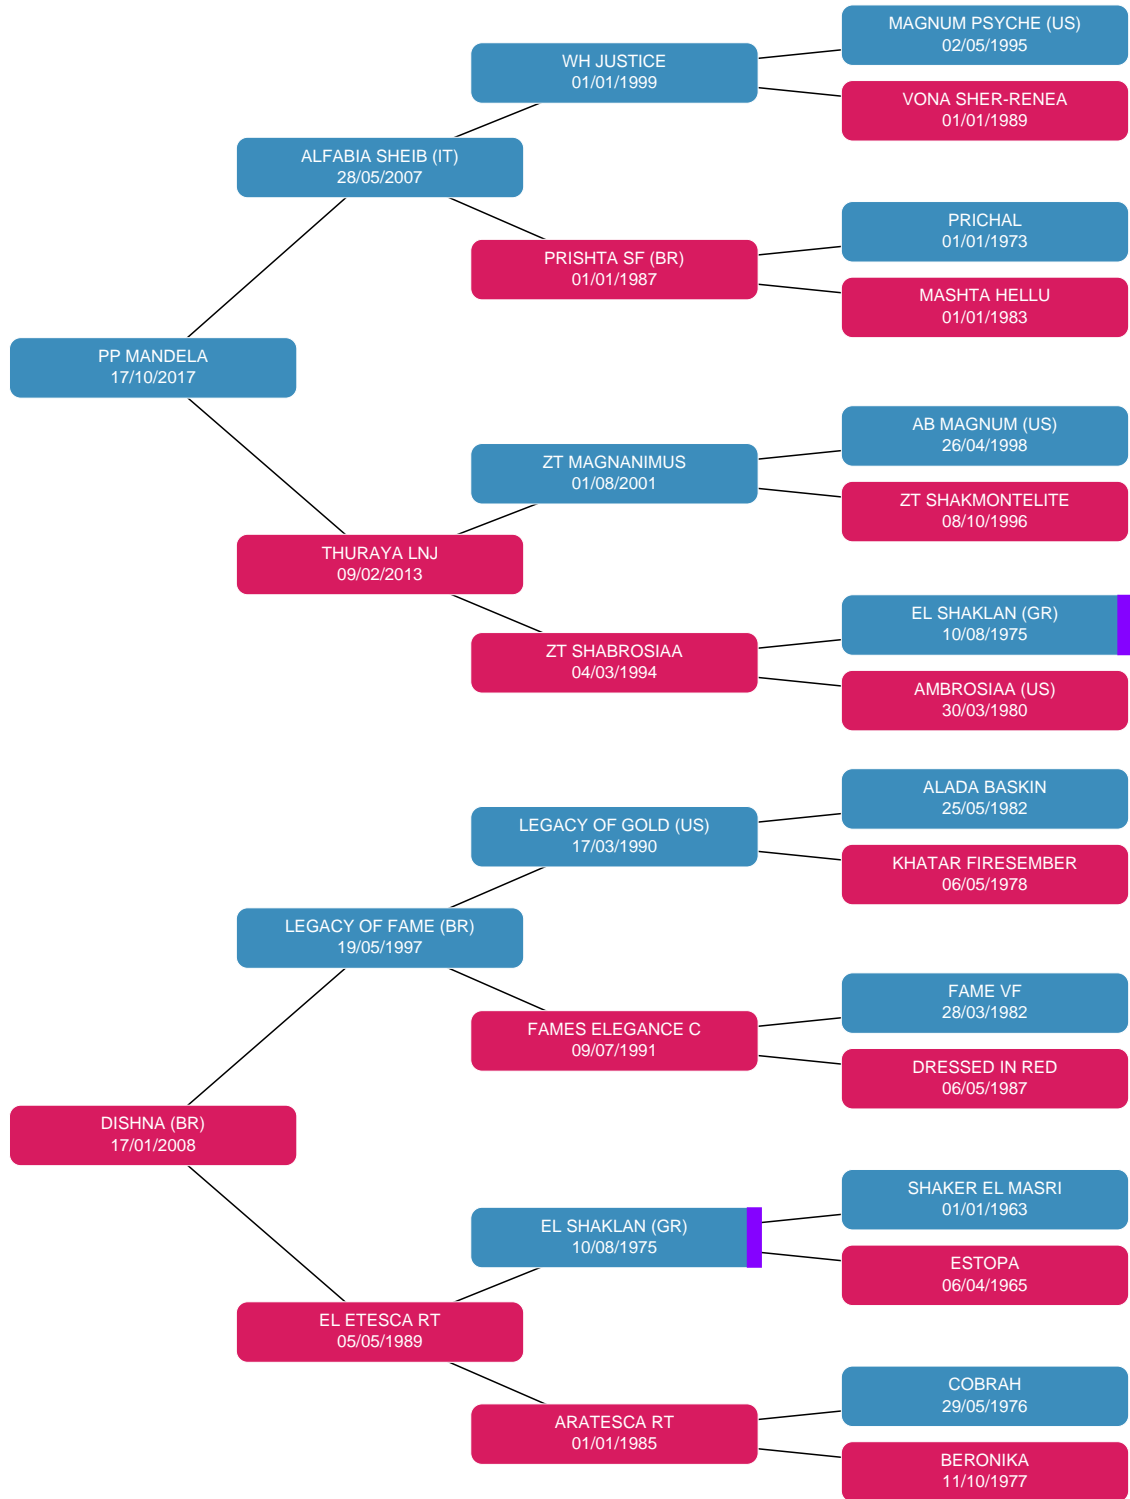 MAGNUM PSYCHE (US)
02/05/1995
WH JUSTICE
01/01/1999
VONA SHER-RENEA
01/01/1989
ALFABIA SHEIB (IT)
28/05/2007
PRICHAL
01/01/1973
PRISHTA SF (BR)
01/01/1987
MASHTA HELLU
01/01/1983
PP MANDELA
17/10/2017
AB MAGNUM (US)
26/04/1998
ZT MAGNANIMUS
01/08/2001
ZT SHAKMONTELITE
08/10/1996
THURAYA LNJ
09/02/2013
EL SHAKLAN (GR)
10/08/1975
ZT SHABROSIAA
04/03/1994
AMBROSIAA (US)
30/03/1980
ALADA BASKIN
25/05/1982
LEGACY OF GOLD (US)
17/03/1990
KHATAR FIRESEMBER
06/05/1978
LEGACY OF FAME (BR)
19/05/1997
FAME VF
28/03/1982
FAMES ELEGANCE C
09/07/1991
DRESSED IN RED
06/05/1987
DISHNA (BR)
17/01/2008
SHAKER EL MASRI
01/01/1963
EL SHAKLAN (GR)
10/08/1975
ESTOPA
06/04/1965
EL ETESCA RT
05/05/1989
COBRAH
29/05/1976
ARATESCA RT
01/01/1985
BERONIKA
11/10/1977